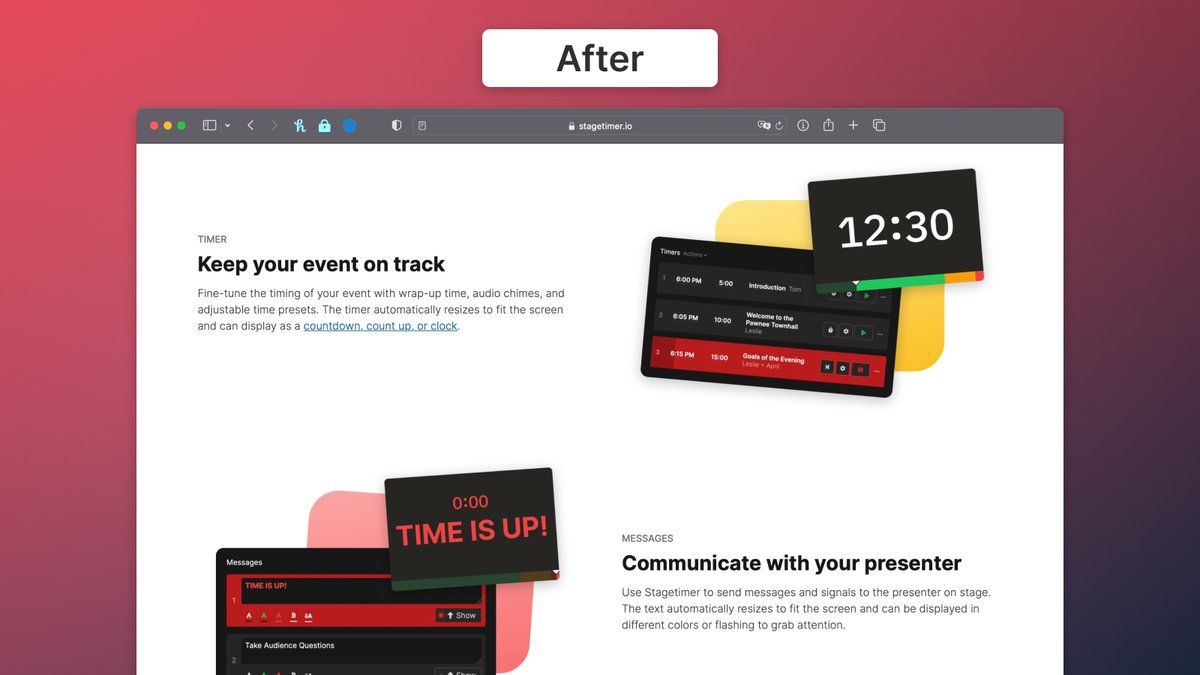 After
stagetimer.io
TIMER
Keep your event on track
Fine-tune the timing of your event with wrap-up time, audio chimes, and
adjustable time presets. The timer automatically resizes to fit the screen
and can display as a countdown, count up, or clock.
12:30
Timers Actions
1 6:00 PM 5:00 Introduction Tom
2 6:05 PM 10:00 Welcome to the
Pawnee Townhall
Leslie
3 6:15 PM 15:00 Goals of the Evening
Leslie + April
0:00
TIME IS UP!
Messages
1 TIME IS UP!
A A A B aA Show
2 Take Audience Questions
Show
MESSAGES
Communicate with your presenter
Use Stagetimer to send messages and signals to the presenter on stage.
The text automatically resizes to fit the screen and can be displayed in
different colors or flashing to grab attention.